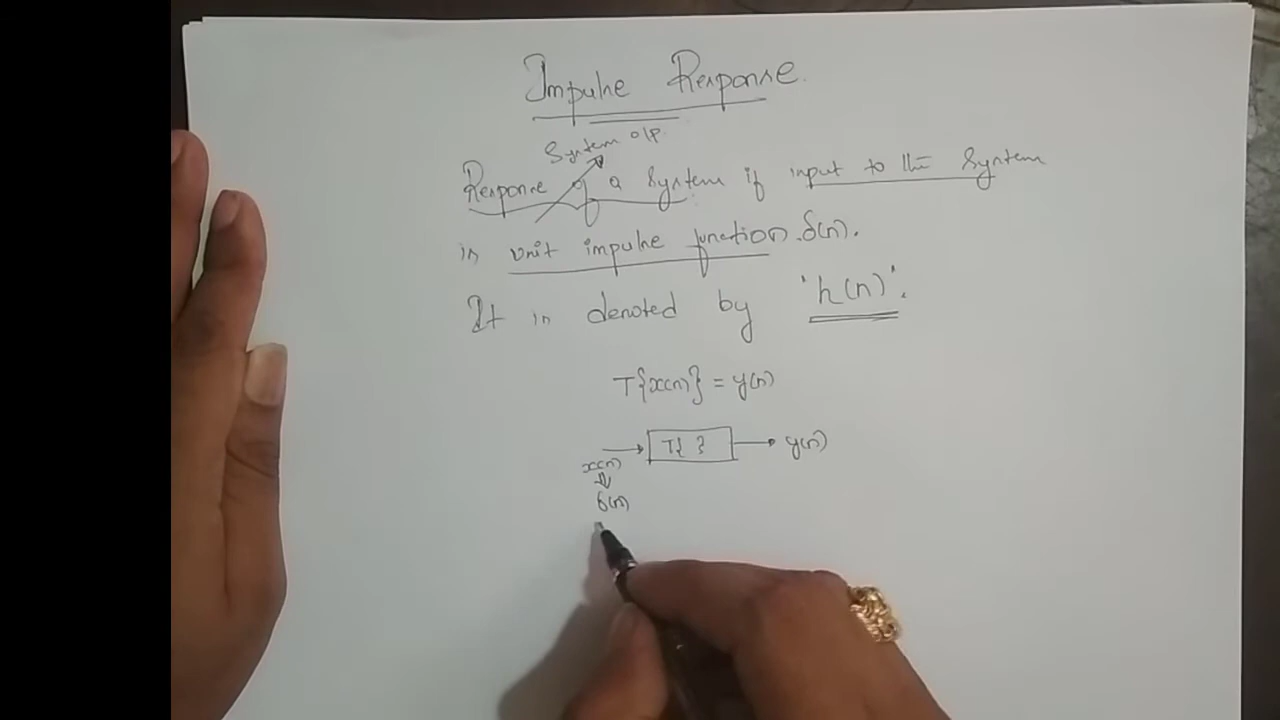 Impulse Response.
System o/p.
Response of a System if input to the System
is unit impulse function δ(n).
It is denoted by 'h(n)'.
T{x(n)} = y(n)
T{ } y(n)
x(n)
δ(n)